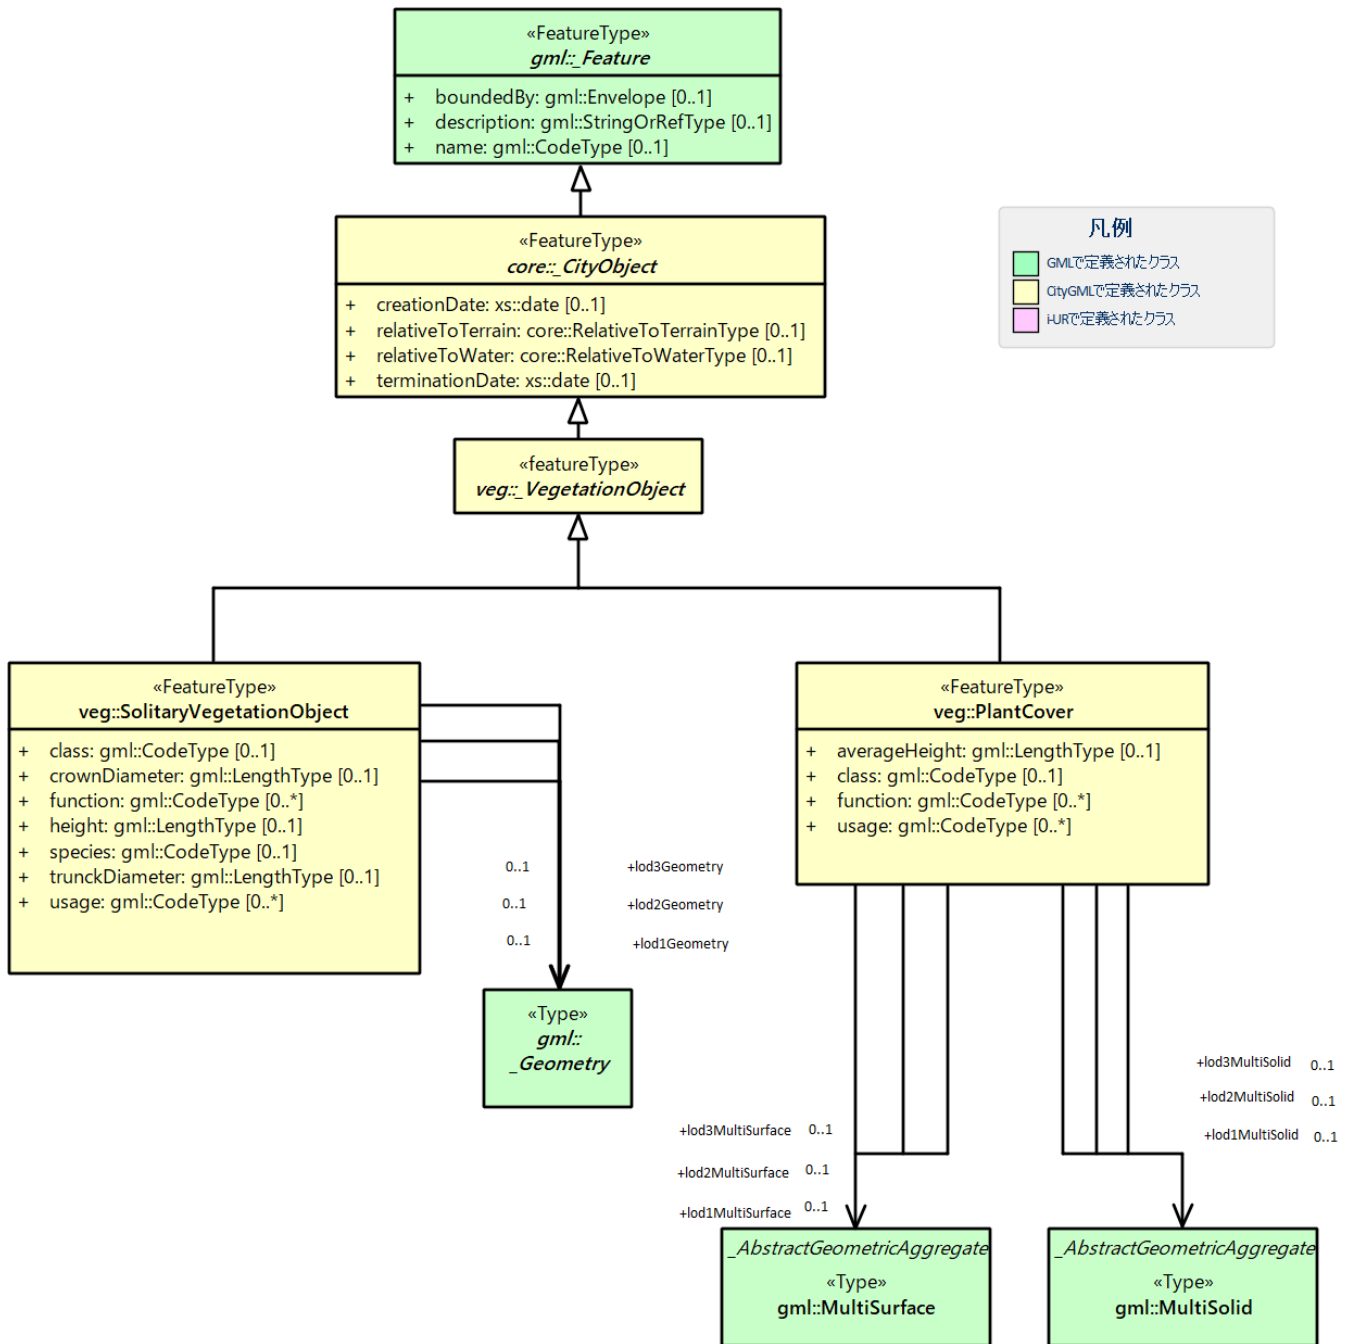 «FeatureType»
gml::_Feature
+ boundedBy: gml::Envelope [0..1]
+ description: gml::StringOrRefType [0..1]
+ name: gml::CodeType [0..1]
«FeatureType»
core::_CityObject
+ creationDate: xs::date [0..1]
+ relativeToTerrain: core::RelativeToTerrainType [0..1]
+ relativeToWater: core::RelativeToWaterType [0..1]
+ terminationDate: xs::date [0..1]
凡例
GMLで定義されたクラス
CityGMLで定義されたクラス
i-URで定義されたクラス
«featureType»
veg::_VegetationObject
«FeatureType»
veg::SolitaryVegetationObject
+ class: gml::CodeType [0..1]
+ crownDiameter: gml::LengthType [0..1]
+ function: gml::CodeType [0..*]
+ height: gml::LengthType [0..1]
+ species: gml::CodeType [0..1]
+ trunckDiameter: gml::LengthType [0..1]
+ usage: gml::CodeType [0..*]
«FeatureType»
veg::PlantCover
+ averageHeight: gml::LengthType [0..1]
+ class: gml::CodeType [0..1]
+ function: gml::CodeType [0..*]
+ usage: gml::CodeType [0..*]
0..1 +lod3Geometry
0..1 +lod2Geometry
0..1 +lod1Geometry
«Type»
gml::
_Geometry
+lod3MultiSolid 0..1
+lod2MultiSolid 0..1
+lod1MultiSolid 0..1
+lod3MultiSurface 0..1
+lod2MultiSurface 0..1
+lod1MultiSurface 0..1
_AbstractGeometricAggregate
«Type»
gml::MultiSurface
_AbstractGeometricAggregate
«Type»
gml::MultiSolid